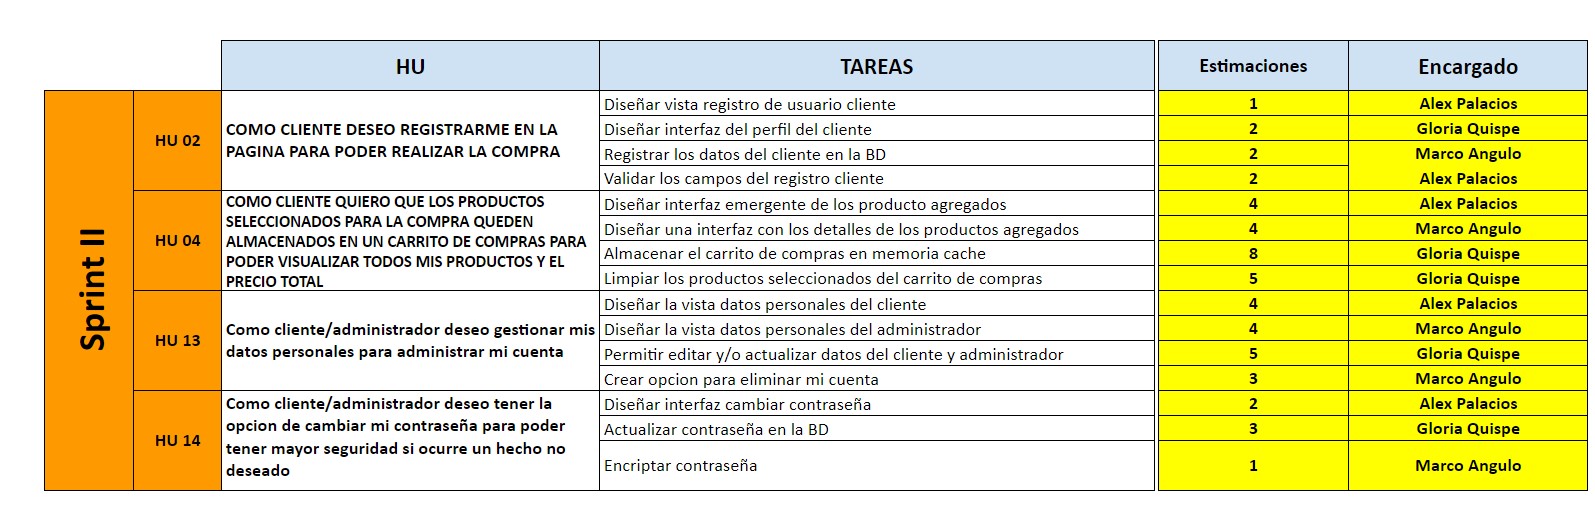 HU TAREAS Estimaciones Encargado
Sprint II
HU 02
COMO CLIENTE DESEO REGISTRARME EN LA
PAGINA PARA PODER REALIZAR LA COMPRA
Diseñar vista registro de usuario cliente 1 Alex Palacios
Diseñar interfaz del perfil del cliente 2 Gloria Quispe
Registrar los datos del cliente en la BD 2 Marco Angulo
Validar los campos del registro cliente 2 Alex Palacios
HU 04
COMO CLIENTE QUIERO QUE LOS PRODUCTOS
SELECCIONADOS PARA LA COMPRA QUEDEN
ALMACENADOS EN UN CARRITO DE COMPRAS PARA
PODER VISUALIZAR TODOS MIS PRODUCTOS Y EL
PRECIO TOTAL
Diseñar interfaz emergente de los producto agregados 4 Alex Palacios
Diseñar una interfaz con los detalles de los productos agregados 4 Marco Angulo
Almacenar el carrito de compras en memoria cache 8 Gloria Quispe
Limpiar los productos seleccionados del carrito de compras 5 Gloria Quispe
HU 13
Como cliente/administrador deseo gestionar mis
datos personales para administrar mi cuenta
Diseñar la vista datos personales del cliente 4 Alex Palacios
Diseñar la vista datos personales del administrador 4 Marco Angulo
Permitir editar y/o actualizar datos del cliente y administrador 5 Gloria Quispe
Crear opcion para eliminar mi cuenta 3 Marco Angulo
HU 14
Como cliente/administrador deseo tener la
opcion de cambiar mi contraseña para poder
tener mayor seguridad si ocurre un hecho no
deseado
Diseñar interfaz cambiar contraseña 2 Alex Palacios
Actualizar contraseña en la BD 3 Gloria Quispe
Encriptar contraseña 1 Marco Angulo